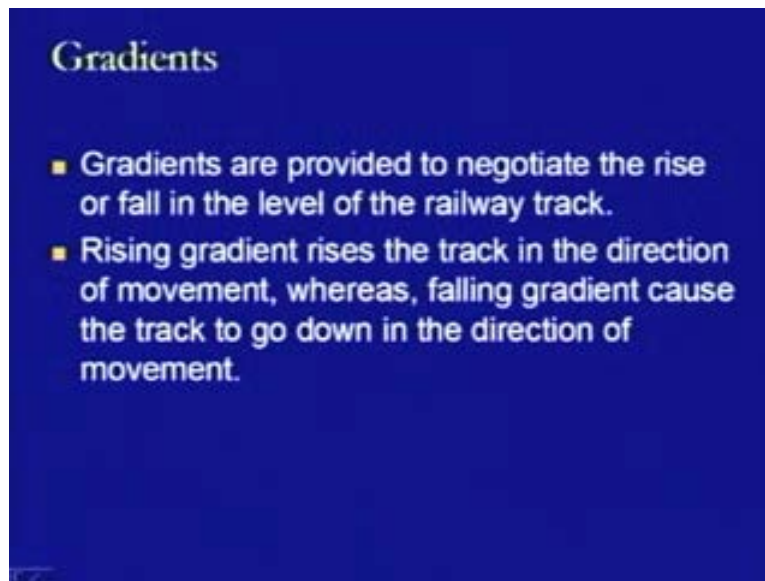 Gradients
Gradients are provided to negotiate the rise
or fall in the level of the railway track.
Rising gradient rises the track in the direction
of movement, whereas, falling gradient cause
the track to go down in the direction of
movement.